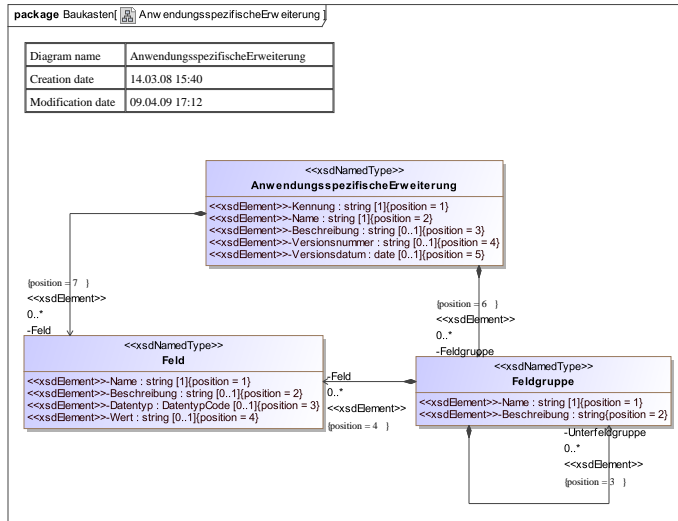 package Baukasten[ AnwendungsspezifischeErweiterung ]
Diagram name AnwendungsspezifischeErweiterung
Creation date 14.03.08 15:40
Modification date 09.04.09 17:12
<<xsdNamedType>>
AnwendungsspezifischeErweiterung
<<xsdElement>>-Kennung : string [1]{position = 1}
<<xsdElement>>-Name : string [1]{position = 2}
<<xsdElement>>-Beschreibung : string [0..1]{position = 3}
<<xsdElement>>-Versionsnummer : string [0..1]{position = 4}
<<xsdElement>>-Versionsdatum : date [0..1]{position = 5}
{position = 7 }
<<xsdElement>>
0..*
-Feld
{position = 6 }
<<xsdElement>>
0..*
-Feldgruppe
<<xsdNamedType>>
Feld
<<xsdElement>>-Name : string [1]{position = 1}
<<xsdElement>>-Beschreibung : string [0..1]{position = 2}
<<xsdElement>>-Datentyp : DatentypCode [0..1]{position = 3}
<<xsdElement>>-Wert : string [0..1]{position = 4}
-Feld
0..*
<<xsdElement>>
{position = 4 }
<<xsdNamedType>>
Feldgruppe
<<xsdElement>>-Name : string [1]{position = 1}
<<xsdElement>>-Beschreibung : string{position = 2}
-Unterfeldgruppe
0..*
<<xsdElement>>
{position = 3 }